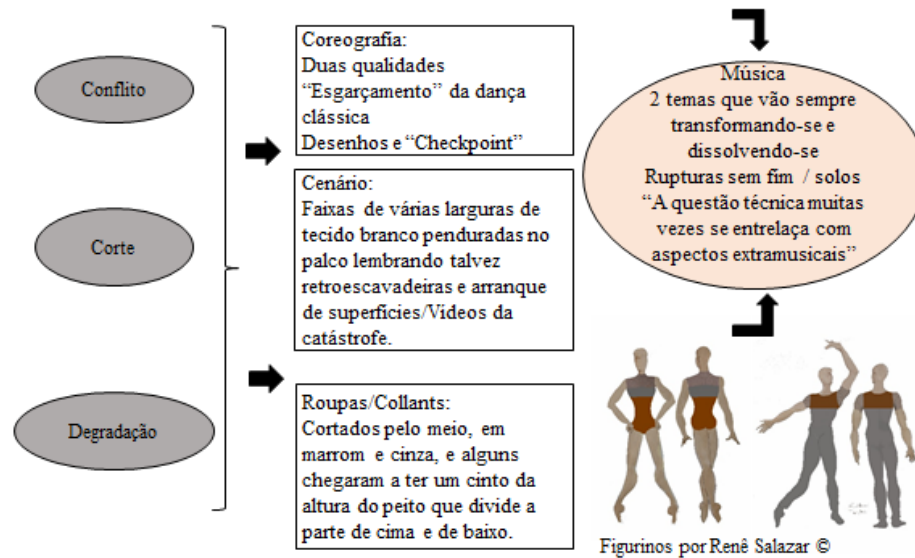 Conflito
Corte
Degradação
Coreografia:
Duas qualidades
“Esgarçamento” da dança
clássica
Desenhos e “Checkpoint”
Cenário:
Faixas de várias larguras de
tecido branco penduradas no
palco lembrando talvez
retroescavadeiras e arranque
de superfícies/Videos da
catástrofe.
Roupas/Collants:
Cortados pelo meio, em
marrom e cinza, e alguns
chegaram a ter um cinto da
altura do peito que divide a
parte de cima e de baixo.
Música
2 temas que vão sempre
transformando-se e
dissolvendo-se
Rupturas sem fim / solos
“A questão técnica muitas
vezes se entrelaça com
aspectos extramusicais”
Figurinos por Renê Salazar ©